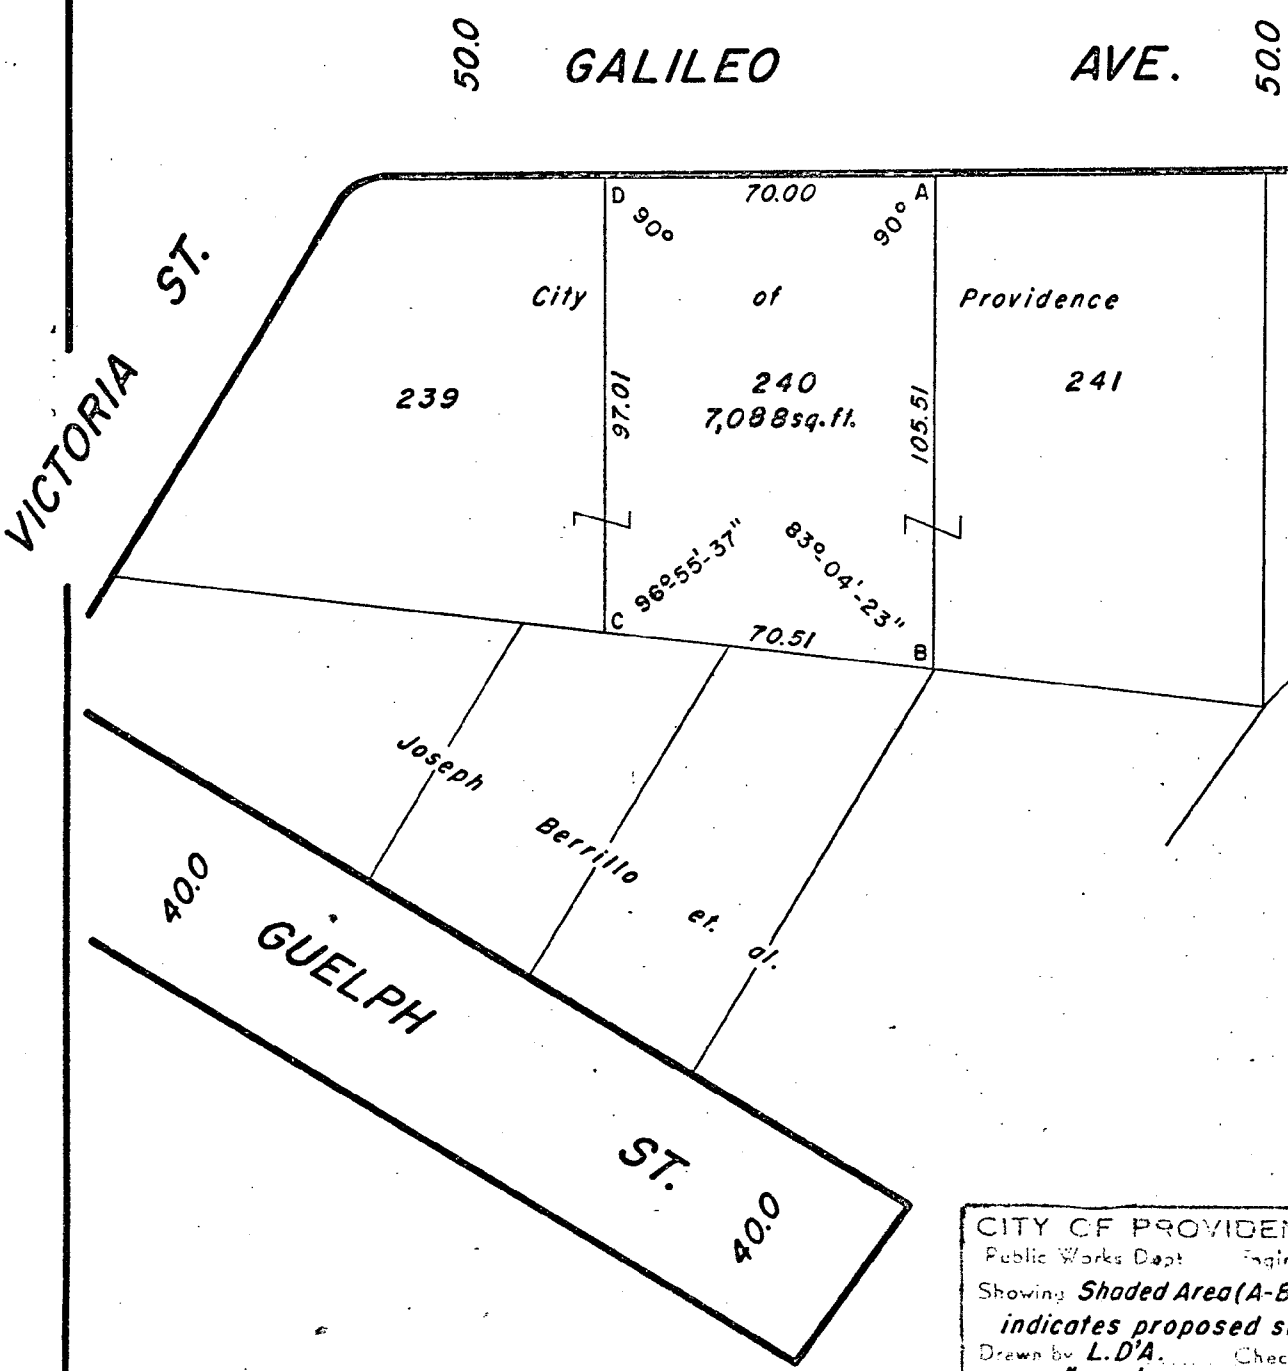 50.0 GALILEO AVE. 50.0
D 70.00 A
90° 90°
VICTORIA ST.
City of Providence
239 240 241
7,088 sq. ft.
97.01 105.51
96°-55'-37" 83°-04'-23"
C 70.51 B
Joseph Berrillo et. al.
40.0 GUELPH ST. 40.0
CITY OF
Public Works Dept.
Showing Shaded Area (A-B
indicates proposed
Drawn by L. D'A.